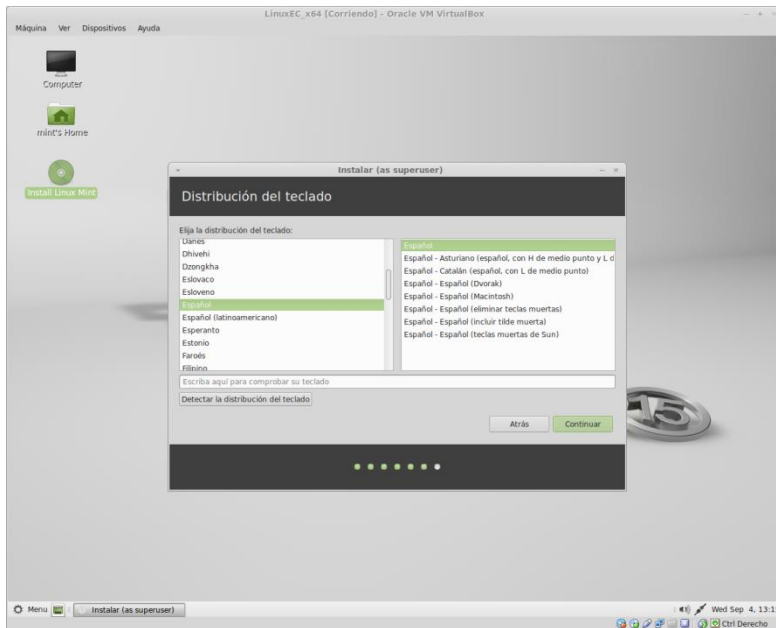 LinuxEC_x64 [Corriendo] - Oracle VM VirtualBox
Máquina Ver Dispositivos Ayuda
Computer
mint's Home
Install Linux Mint
Instalar (as superuser)
Distribución del teclado
Elija la distribución del teclado:
Danés
Dhivehi
Dzongkha
Eslovaco
Esloveno
Español
Español (latinoamericano)
Esperanto
Estonio
Faroés
Filipino
Español
Español - Asturiano (español, con H de medio punto y L d
Español - Catalán (español, con L de medio punto)
Español - Español (Dvorak)
Español - Español (Macintosh)
Español - Español (eliminar teclas muertas)
Español - Español (incluir tilde muerta)
Español - Español (teclas muertas de Sun)
Escriba aquí para comprobar su teclado
Detectar la distribución del teclado
Atrás Continuar
15
Menu Instalar (as superuser) Wed Sep 4, 13:1
Ctrl Derecho